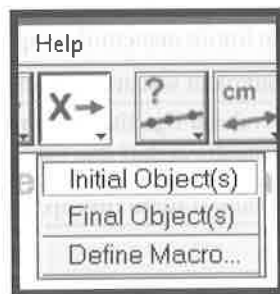 Help
X→
?
cm
Initial Object(s)
Final Object(s)
Define Macro...